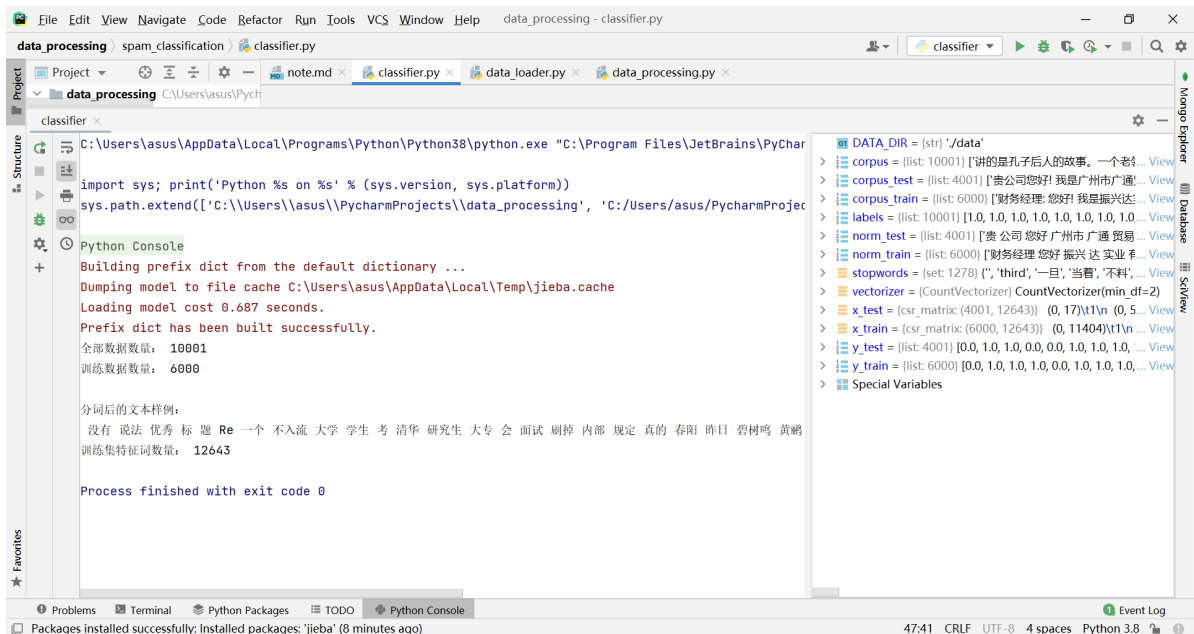 File Edit View Navigate Code Refactor Run Tools VCS Window Help data_processing - classifier.py
data_processing spam_classification classifier.py classifier
Project Project note.md classifier.py data_loader.py data_processing.py
data_processing C:\Users\asus\Pych
classifier
C:\Users\asus\AppData\Local\Programs\Python\Python38\python.exe "C:\Program Files\JetBrains\PyChar
import sys; print('Python %s on %s' % (sys.version, sys.platform))
sys.path.extend(['C:\\Users\\asus\\PycharmProjects\\data_processing', 'C:/Users/asus/PycharmProjec
Python Console
Building prefix dict from the default dictionary ...
Dumping model to file cache C:\Users\asus\AppData\Local\Temp\jieba.cache
Loading model cost 0.687 seconds.
Prefix dict has been built successfully.
全部数据数量: 10001
训练数据数量: 6000
分词后的文本样例:
没有 说法 优秀 标 题 Re 一个 不入流 大学 学生 考 清华 研究生 大专 会 面试 刷掉 内部 规定 真的 春阳 昨日 碧树鸣 黄鹂
训练集特征词数量: 12643
Process finished with exit code 0
DATA_DIR = {str} './data'
corpus = {list: 10001} ['讲的是孔子后人的故事。一个老... View
corpus_test = {list: 4001} ['贵公司您好! 我是广州市广通... View
corpus_train = {list: 6000} ['财务经理: 您好! 我是振兴达... View
labels = {list: 10001} [1.0, 1.0, 1.0, 1.0, 1.0, 1.0, 1.0, ... View
norm_test = {list: 4001} ['贵 公司 您好 广州市 广通 贸易... View
norm_train = {list: 6000} ['财务经理 您好 振兴 达 实业 ... View
stopwords = {set: 1278} {'', 'third', '一旦', '当着', '不料', ... View
vectorizer = {CountVectorizer} CountVectorizer(min_df=2)
x_test = {csr_matrix: (4001, 12643)} (0, 17)\t1\n (0, 5... View
x_train = {csr_matrix: (6000, 12643)} (0, 11404)\t1\n ... View
y_test = {list: 4001} [0.0, 1.0, 1.0, 0.0, 0.0, 1.0, 1.0, 1.0, ... View
y_train = {list: 6000} [0.0, 1.0, 1.0, 1.0, 0.0, 1.0, 1.0, 1.0, ... View
Special Variables
Structure
Favorites
Mongo Explorer
Database
SciView
Problems Terminal Python Packages TODO Python Console 1 Event Log
Packages installed successfully: Installed packages: 'jieba' (8 minutes ago) 47:41 CRLF UTF-8 4 spaces Python 3.8